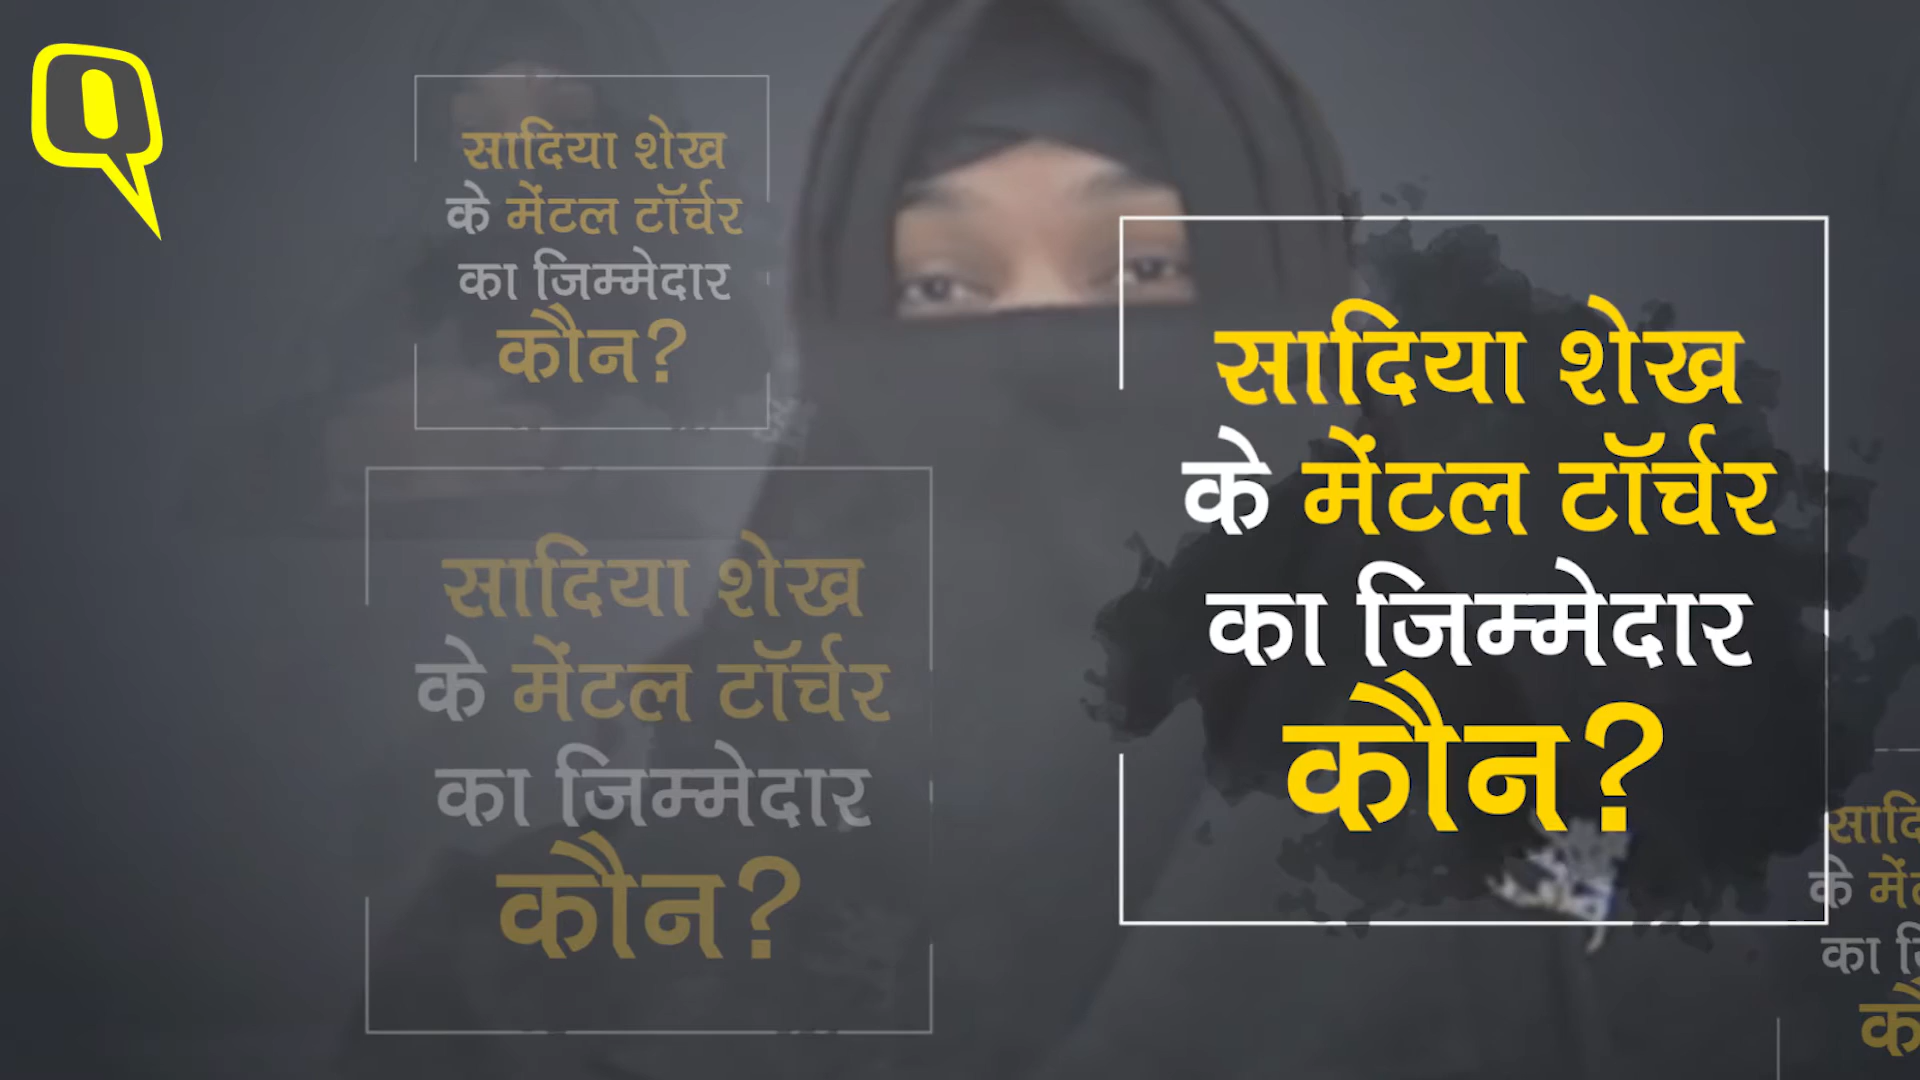 सादिया शेख
के मेंटल टॉर्चर
का जिम्मेदार
कौन?
सादिया शेख
के मेंटल टॉर्चर
का जिम्मेदार
कौन?
सादिया शेख
के मेंटल टॉर्चर
का जिम्मेदार
कौन?